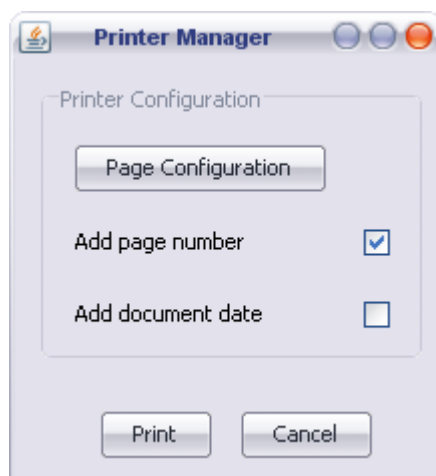 Printer Manager
Printer Configuration
Page Configuration
Add page number
Add document date
Print Cancel